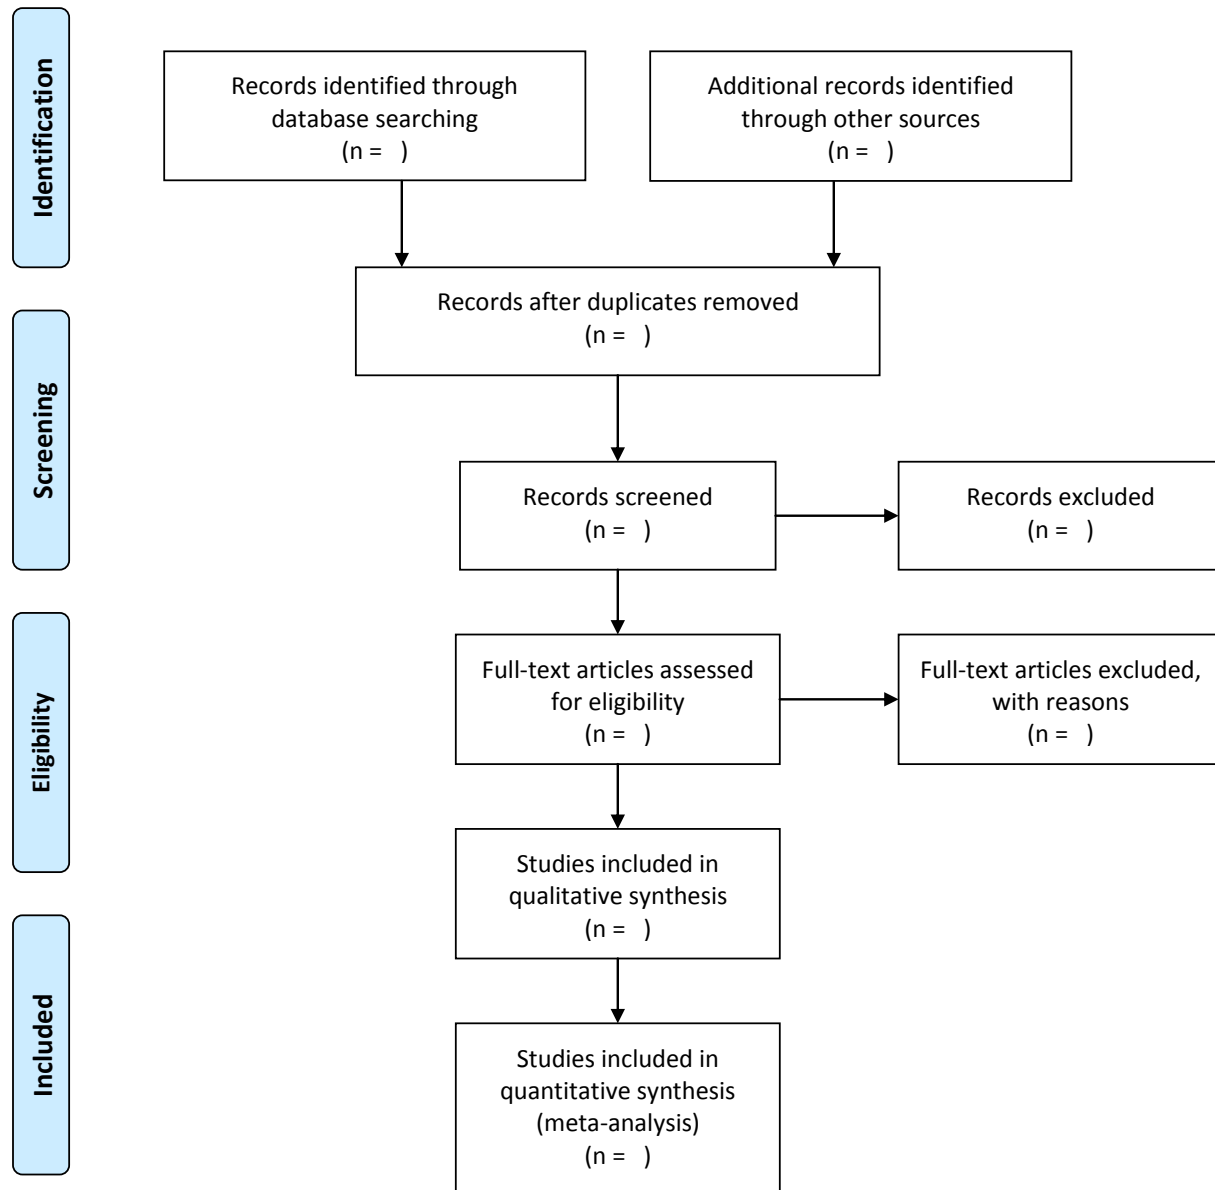 Identification
Records identified through
database searching
(n =   )
Additional records identified
through other sources
(n =   )
Records after duplicates removed
(n =   )
Screening
Records screened
(n =   )
Records excluded
(n =   )
Eligibility
Full-text articles assessed
for eligibility
(n =   )
Full-text articles excluded,
with reasons
(n =   )
Studies included in
qualitative synthesis
(n =   )
Included
Studies included in
quantitative synthesis
(meta-analysis)
(n =   )